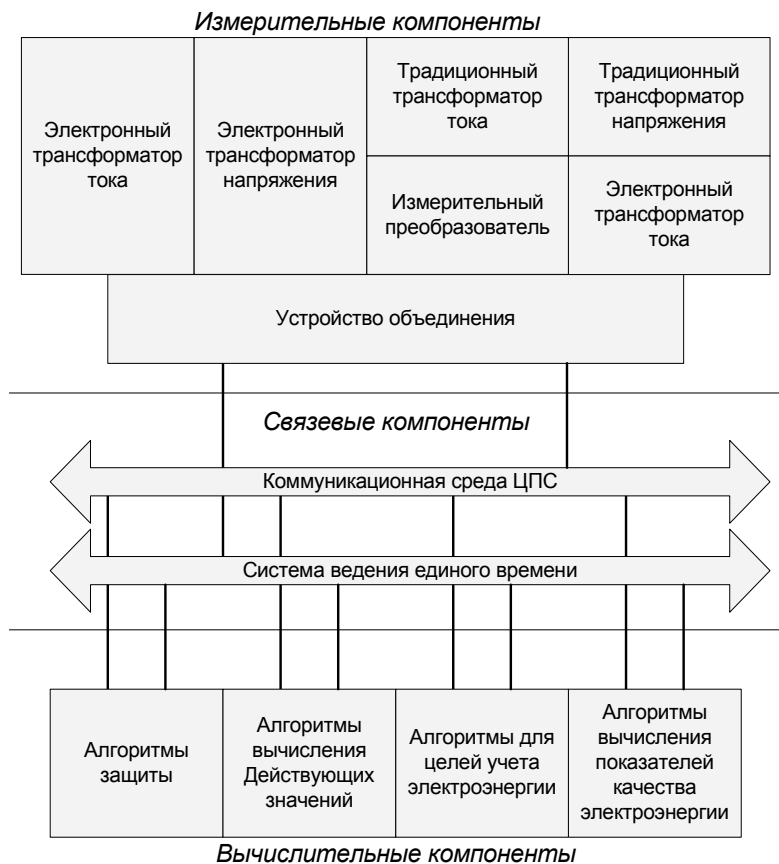 Измерительные компоненты
Электронный
трансформатор
тока
Электронный
трансформатор
напряжения
Традиционный
трансформатор
тока
Традиционный
трансформатор
напряжения
Измерительный
преобразователь
Электронный
трансформатор
тока
Устройство объединения
Связевые компоненты
Коммуникационная среда ЦПС
Система ведения единого времени
Алгоритмы
защиты
Алгоритмы
вычисления
Действующих
значений
Алгоритмы для
целей учета
электроэнергии
Алгоритмы
вычисления
показателей
качества
электроэнергии
Вычислительные компоненты